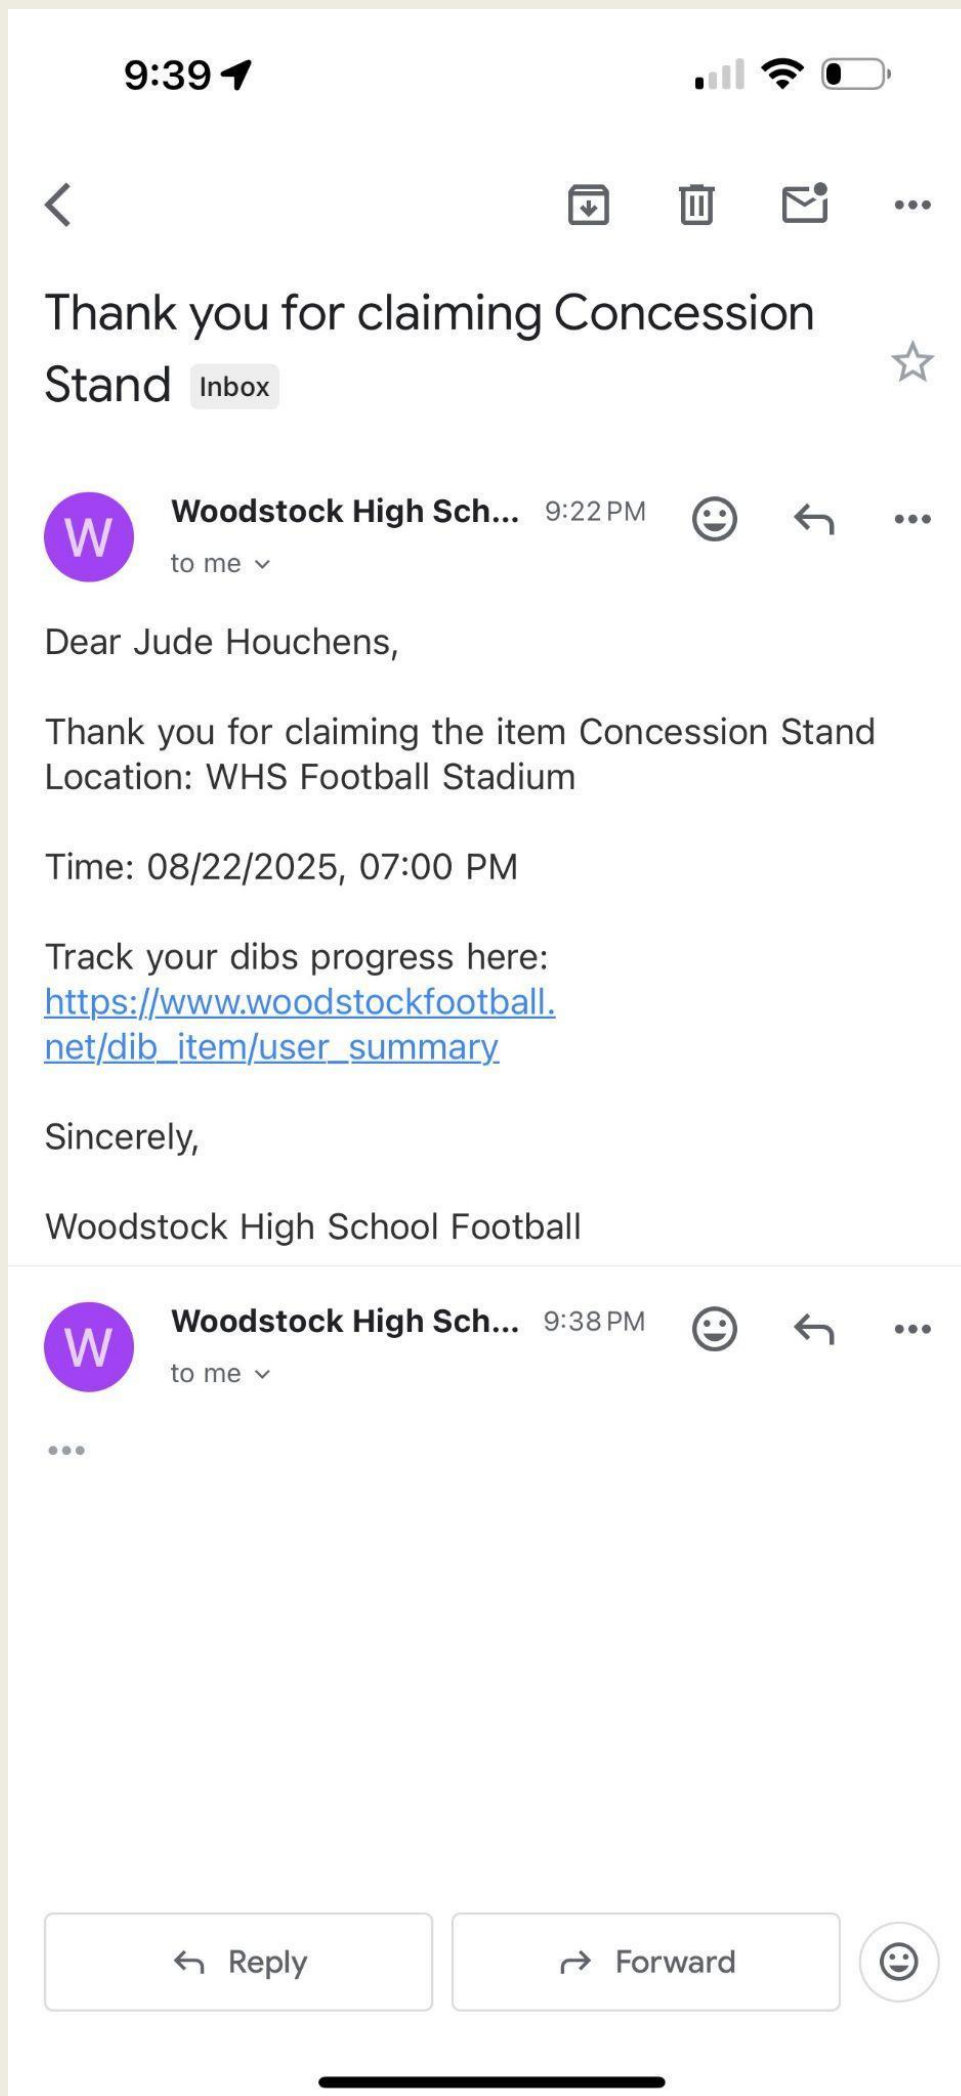 9:39
Thank you for claiming Concession
Stand Inbox
W
Woodstock High Sch... 9:22 PM
to me
Dear Jude Houchens,
Thank you for claiming the item Concession Stand
Location: WHS Football Stadium
Time: 08/22/2025, 07:00 PM
Track your dibs progress here:
https://www.woodstockfootball.
net/dib_item/user_summary
Sincerely,
Woodstock High School Football
W
Woodstock High Sch... 9:38 PM
to me
Reply
Forward